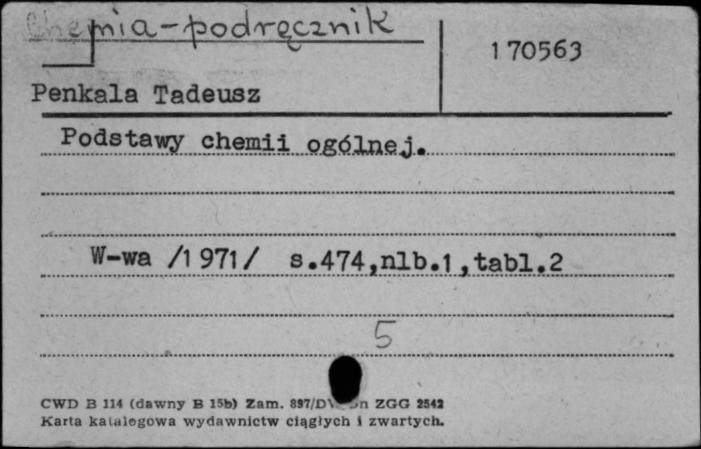 Chemia-podręcznik
170563
Penkala Tadeusz
Podstawy chemii ogólnej.
W-wa /1971/ s.474,nlb.1,tabl.2
5
CWD B 114 (dawny B 15b) Zam. 897/D ZGG 2542
Karta katalogowa wydawnictw ciągłych i zwartych.